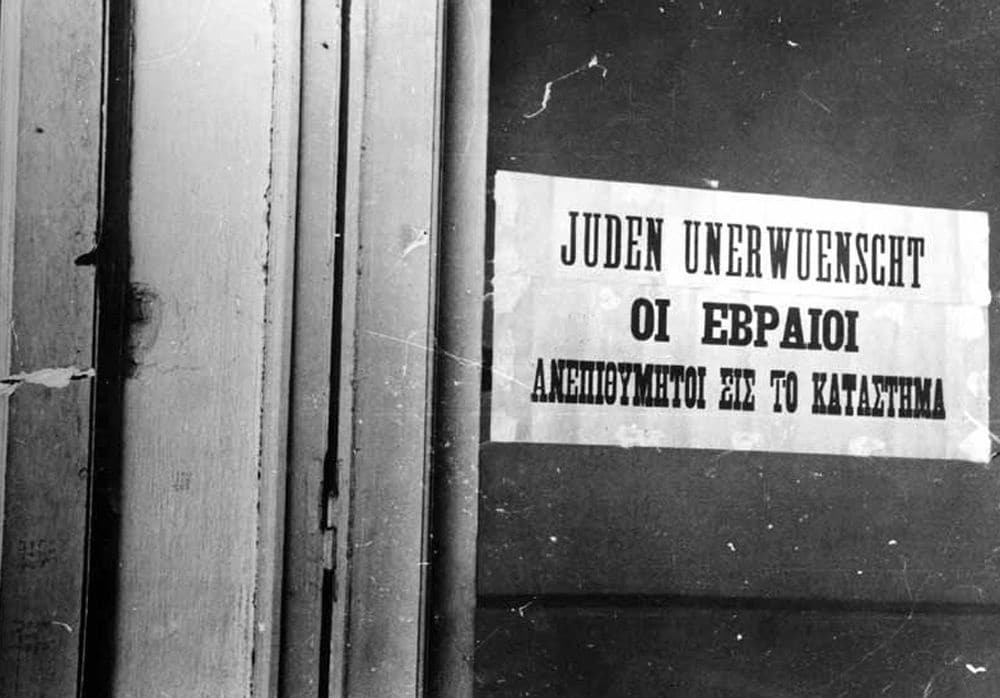 JUDEN UNERWUENSCHT
ΟΙ ΕΒΡΑΙΟΙ
ΑΝΕΠΙΘΥΜΗΤΟΙ ΕΙΣ ΤΟ ΚΑΤΑΣΤΗΜΑ